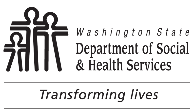 Washington State
Department of Social
& Health Services
Transforming lives